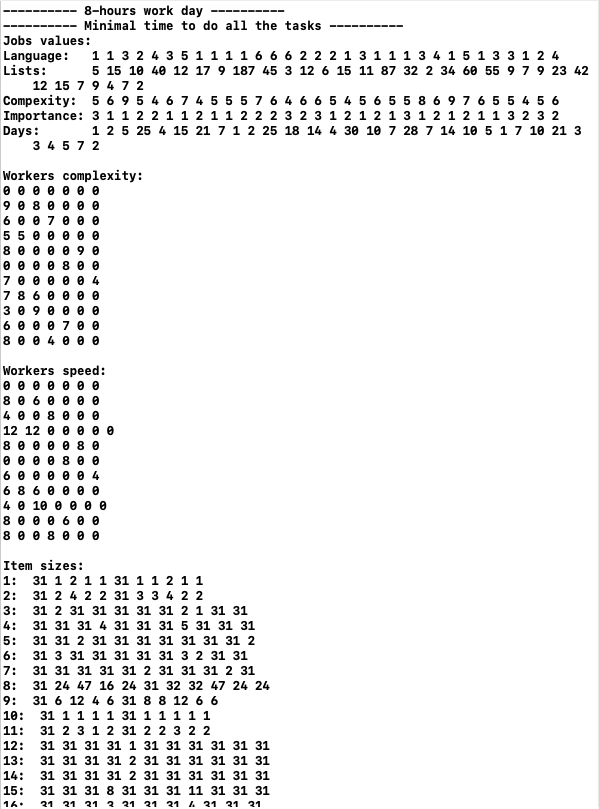 ---------- 8-hours work day ----------
---------- Minimal time to do all the tasks ----------
Jobs values:
Language:   1 1 3 2 4 3 5 1 1 1 1 6 6 6 2 2 2 1 3 1 1 1 3 4 1 5 1 3 3 1 2 4
Lists:      5 15 10 40 12 17 9 187 45 3 12 6 15 11 87 32 2 34 60 55 9 7 9 23 42
    12 15 7 9 4 7 2
Compexity:  5 6 9 5 4 6 7 4 5 5 5 7 6 4 6 6 5 4 5 6 5 5 8 6 9 7 6 5 5 4 5 6
Importance: 3 1 1 2 2 1 1 2 1 1 2 2 2 3 2 3 1 2 1 2 1 3 1 2 1 2 1 1 3 2 3 2
Days:       1 2 5 25 4 15 21 7 1 2 25 18 14 4 30 10 7 28 7 14 10 5 1 7 10 21 3
    3 4 5 7 2
Workers complexity:
0 0 0 0 0 0 0
9 0 8 0 0 0 0
6 0 0 7 0 0 0
5 5 0 0 0 0 0
8 0 0 0 0 9 0
0 0 0 0 8 0 0
7 0 0 0 0 0 4
7 8 6 0 0 0 0
3 0 9 0 0 0 0
6 0 0 0 7 0 0
8 0 0 4 0 0 0
Workers speed:
0 0 0 0 0 0 0
8 0 6 0 0 0 0
4 0 0 8 0 0 0
12 12 0 0 0 0 0
8 0 0 0 0 8 0
0 0 0 0 8 0 0
6 0 0 0 0 0 4
6 8 6 0 0 0 0
4 0 10 0 0 0 0
8 0 0 0 6 0 0
8 0 0 8 0 0 0
Item sizes:
1:  31 1 2 1 1 31 1 1 2 1 1
2:  31 2 4 2 2 31 3 3 4 2 2
3:  31 2 31 31 31 31 31 2 1 31 31
4:  31 31 31 4 31 31 31 5 31 31 31
5:  31 31 2 31 31 31 31 31 31 31 2
6:  31 3 31 31 31 31 31 3 2 31 31
7:  31 31 31 31 31 2 31 31 31 2 31
8:  31 24 47 16 24 31 32 32 47 24 24
9:  31 6 12 4 6 31 8 8 12 6 6
10:  31 1 1 1 1 31 1 1 1 1 1
11:  31 2 3 1 2 31 2 2 3 2 2
12:  31 31 31 31 1 31 31 31 31 31 31
13:  31 31 31 31 2 31 31 31 31 31 31
14:  31 31 31 31 2 31 31 31 31 31 31
15:  31 31 31 8 31 31 31 11 31 31 31
16:  31 31 31 3 31 31 31 4 31 31 31